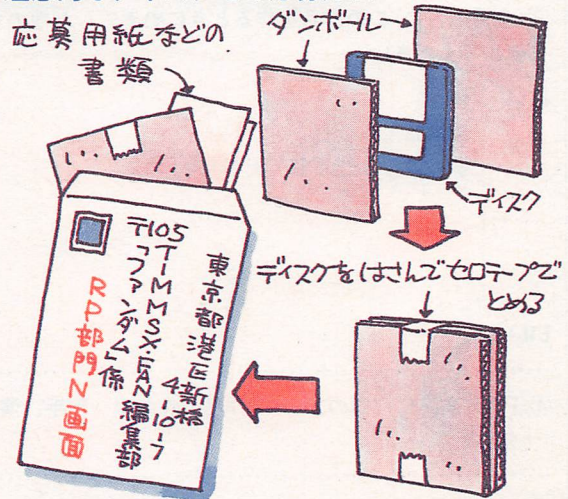 応募用紙などの
書類
ダンボール
ディスク
ディスクをはさんでセロテープで
とめる
〒105
東京都港区新橋
4-10-7
TIM MSX・FAN編集部
「ファンダム」係
RP部門N画面